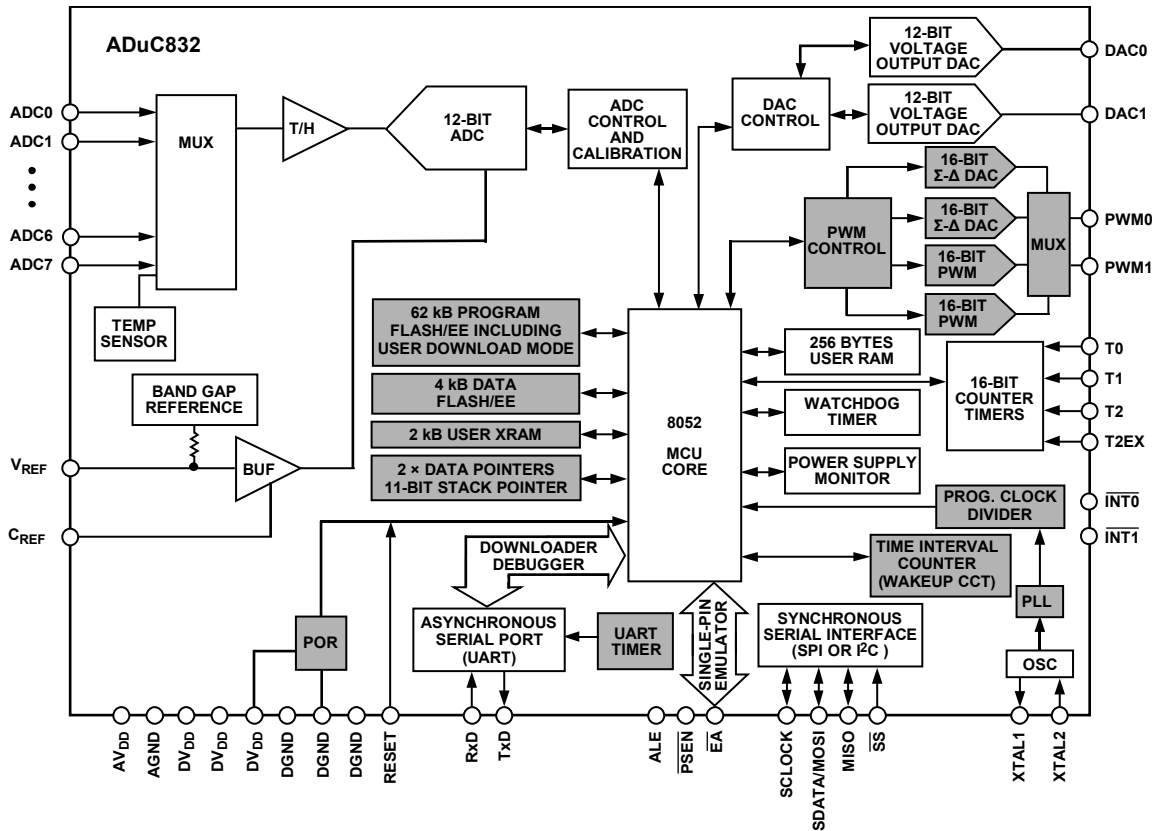 ADuC832
ADC0
ADC1
ADC6
ADC7
MUX
TEMP
SENSOR
T/H
12-BIT
ADC
ADC
CONTROL
AND
CALIBRATION
DAC
CONTROL
12-BIT
VOLTAGE
OUTPUT DAC
DAC0
12-BIT
VOLTAGE
OUTPUT DAC
DAC1
PWM
CONTROL
16-BIT
Σ-Δ DAC
16-BIT
Σ-Δ DAC
16-BIT
PWM
16-BIT
PWM
MUX
PWM0
PWM1
BAND GAP
REFERENCE
VREF
BUF
CREF
62 kB PROGRAM
FLASH/EE INCLUDING
USER DOWNLOAD MODE
4 kB DATA
FLASH/EE
2 kB USER XRAM
2 × DATA POINTERS
11-BIT STACK POINTER
8052
MCU
CORE
256 BYTES
USER RAM
WATCHDOG
TIMER
POWER SUPPLY
MONITOR
16-BIT
COUNTER
TIMERS
T0
T1
T2
T2EX
INT0
INT1
PROG. CLOCK
DIVIDER
TIME INTERVAL
COUNTER
(WAKEUP CCT)
PLL
OSC
DOWNLOADER
DEBUGGER
POR
ASYNCHRONOUS
SERIAL PORT
(UART)
UART
TIMER
SINGLE-PIN
EMULATOR
SYNCHRONOUS
SERIAL INTERFACE
(SPI OR I2C )
AVDD
AGND
DVDD
DVDD
DVDD
DGND
DGND
DGND
RESET
RxD
TxD
ALE
PSEN
EA
SCLOCK
SDATA/MOSI
MISO
SS
XTAL1
XTAL2